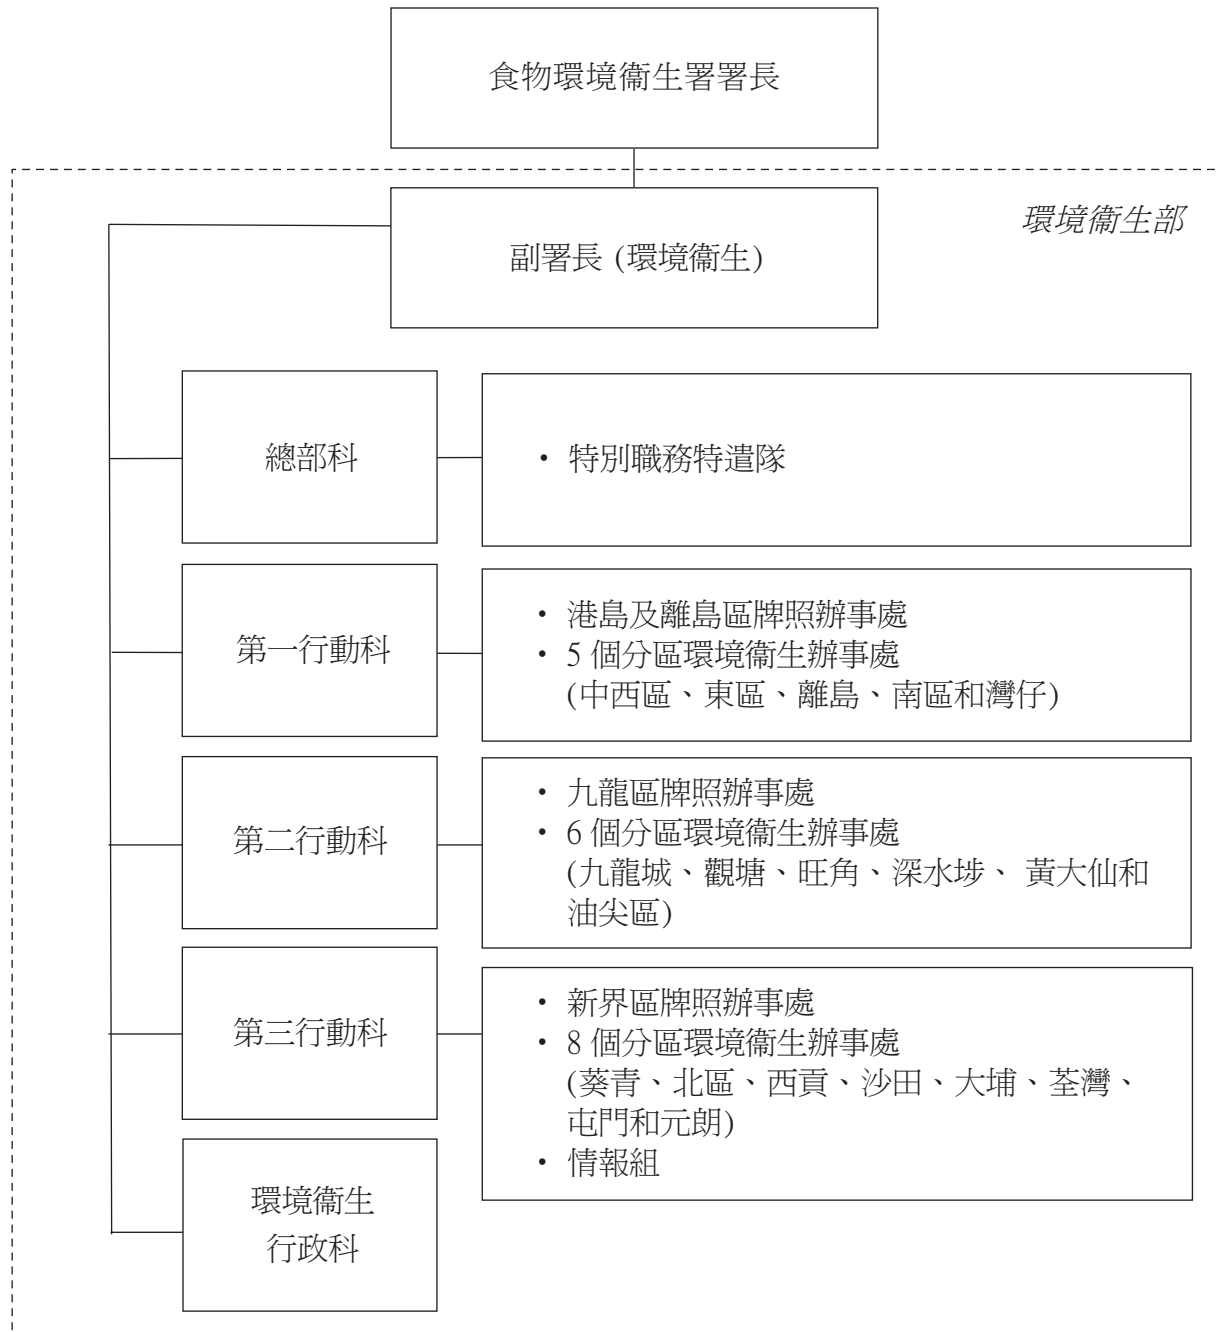 食物環境衞生署署長
環境衞生部
副署長 (環境衞生)
總部科
• 特別職務特遣隊
第一行動科
• 港島及離島區牌照辦事處
• 5 個分區環境衞生辦事處
(中西區、東區、離島、南區和灣仔)
第二行動科
• 九龍區牌照辦事處
• 6 個分區環境衞生辦事處
(九龍城、觀塘、旺角、深水埗、 黃大仙和
油尖區)
第三行動科
• 新界區牌照辦事處
• 8 個分區環境衞生辦事處
(葵青、北區、西貢、沙田、大埔、荃灣、
屯門和元朗)
• 情報組
環境衞生
行政科